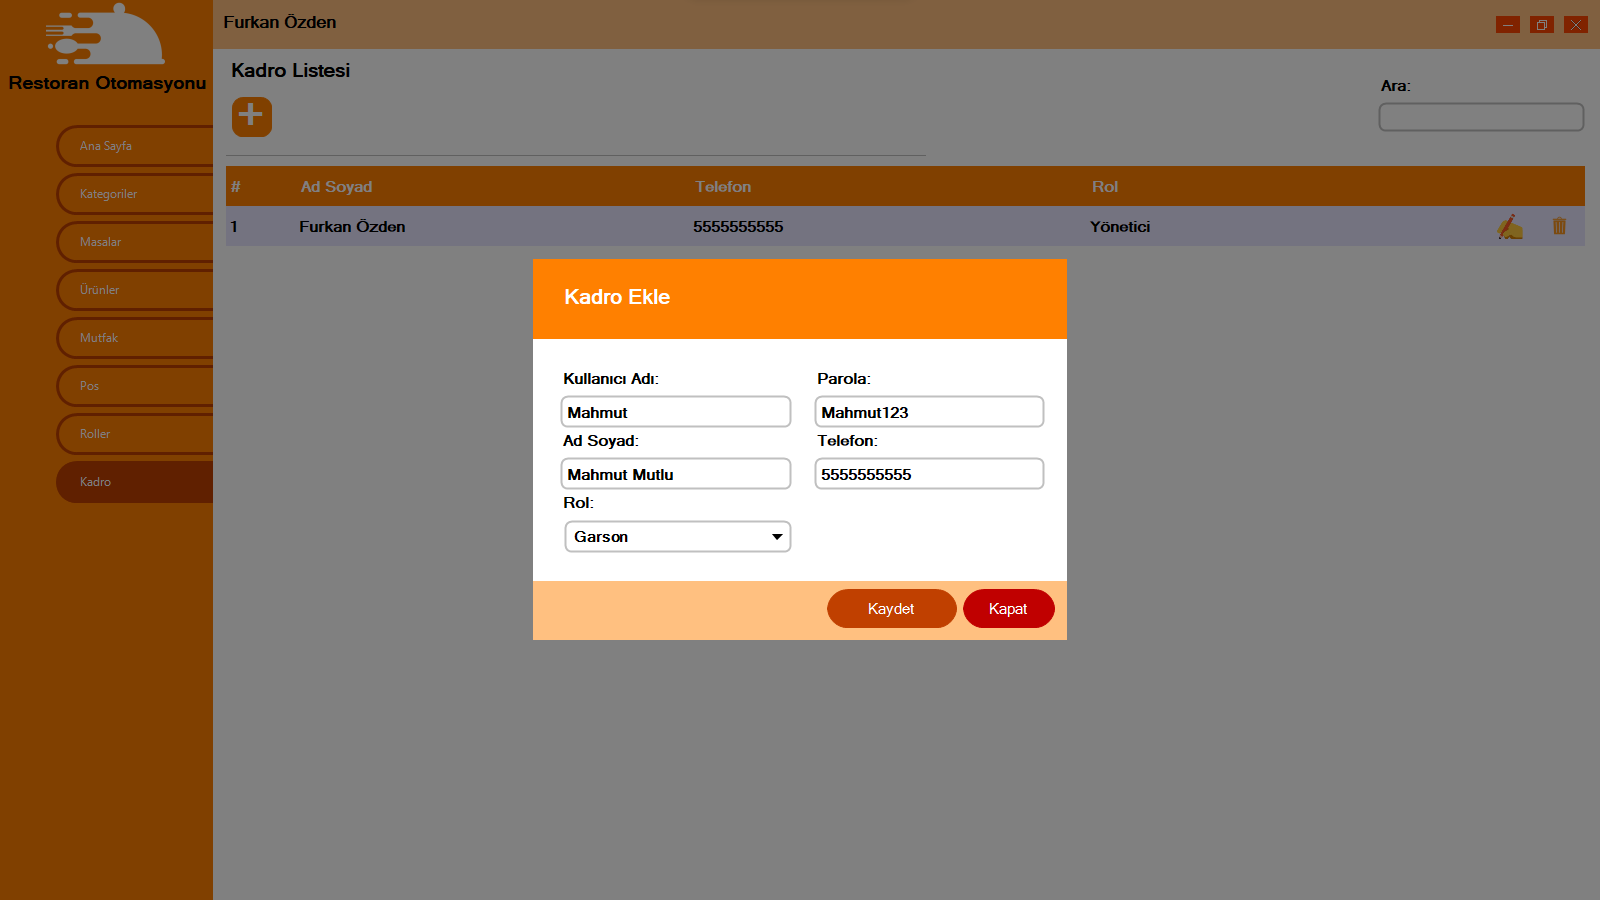 Restoran Otomasyonu
Ana Sayfa
Kategoriler
Masalar
Ürünler
Mutfak
Pos
Roller
Kadro
Furkan Özden
Kadro Listesi
Ara:
# Ad Soyad Telefon Rol
1 Furkan Özden 5555555555 Yönetici
Kadro Ekle
Kullanıcı Adı: Parola:
Mahmut Mahmut123
Ad Soyad: Telefon:
Mahmut Mutlu 5555555555
Rol:
Garson
Kaydet Kapat